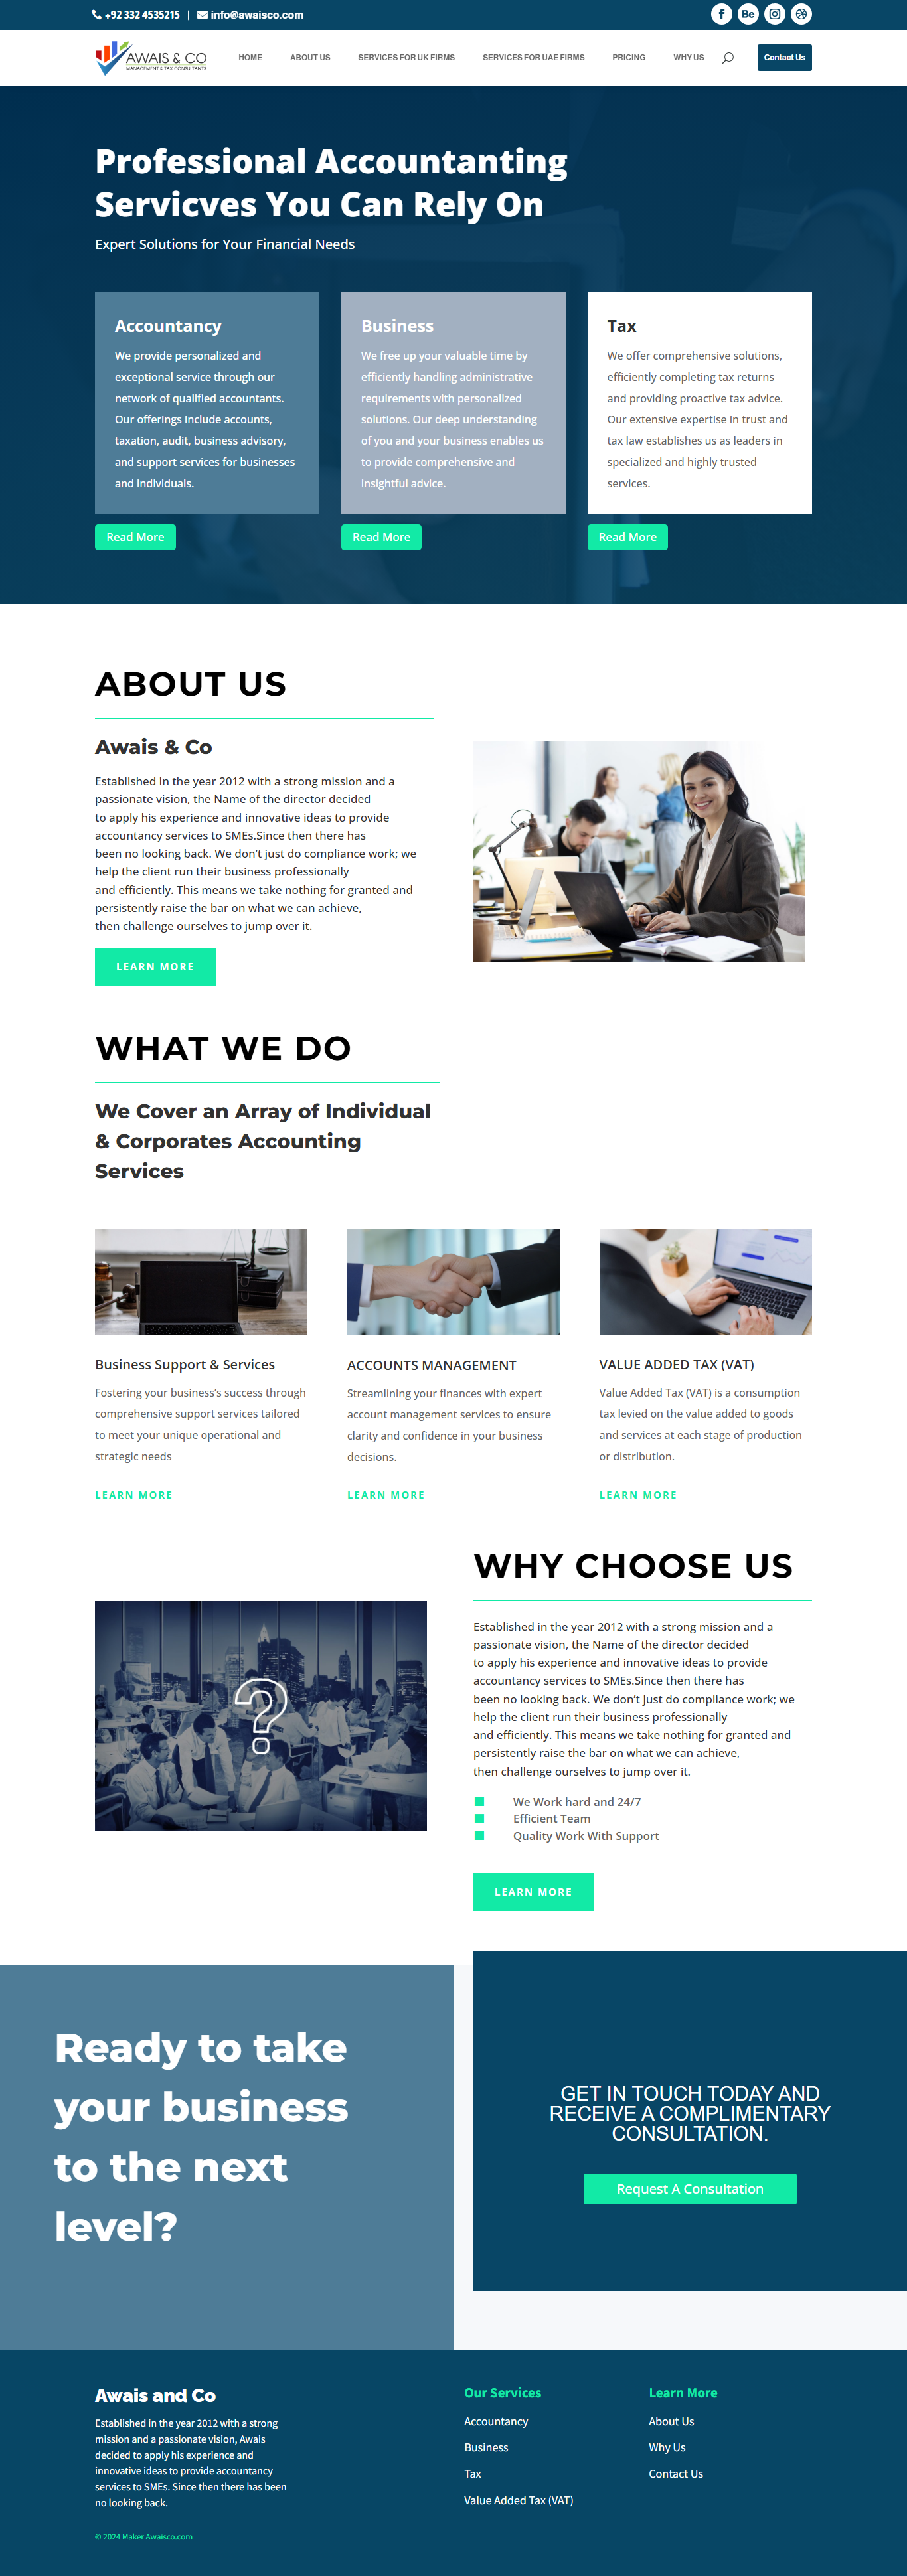 +92 332 4535215 | info@awaisco.com
AWAIS & CO
MANAGEMENT & TAX CONSULTANTS
HOME ABOUT US SERVICES FOR UK FIRMS SERVICES FOR UAE FIRMS PRICING WHY US Contact Us
Professional Accountanting
Servicves You Can Rely On
Expert Solutions for Your Financial Needs
Accountancy
We provide personalized and
exceptional service through our
network of qualified accountants.
Our offerings include accounts,
taxation, audit, business advisory,
and support services for businesses
and individuals.
Read More
Business
We free up your valuable time by
efficiently handling administrative
requirements with personalized
solutions. Our deep understanding
of you and your business enables us
to provide comprehensive and
insightful advice.
Read More
Tax
We offer comprehensive solutions,
efficiently completing tax returns
and providing proactive tax advice.
Our extensive expertise in trust and
tax law establishes us as leaders in
specialized and highly trusted
services.
Read More
ABOUT US
Awais & Co
Established in the year 2012 with a strong mission and a
passionate vision, the Name of the director decided
to apply his experience and innovative ideas to provide
accountancy services to SMEs.Since then there has
been no looking back. We don’t just do compliance work; we
help the client run their business professionally
and efficiently. This means we take nothing for granted and
persistently raise the bar on what we can achieve,
then challenge ourselves to jump over it.
LEARN MORE
WHAT WE DO
We Cover an Array of Individual
& Corporates Accounting
Services
Business Support & Services
Fostering your business’s success through
comprehensive support services tailored
to meet your unique operational and
strategic needs
LEARN MORE
ACCOUNTS MANAGEMENT
Streamlining your finances with expert
account management services to ensure
clarity and confidence in your business
decisions.
LEARN MORE
VALUE ADDED TAX (VAT)
Value Added Tax (VAT) is a consumption
tax levied on the value added to goods
and services at each stage of production
or distribution.
LEARN MORE
WHY CHOOSE US
Established in the year 2012 with a strong mission and a
passionate vision, the Name of the director decided
to apply his experience and innovative ideas to provide
accountancy services to SMEs.Since then there has
been no looking back. We don’t just do compliance work; we
help the client run their business professionally
and efficiently. This means we take nothing for granted and
persistently raise the bar on what we can achieve,
then challenge ourselves to jump over it.
We Work hard and 24/7
Efficient Team
Quality Work With Support
LEARN MORE
?
Ready to take
your business
to the next
level?
GET IN TOUCH TODAY AND
RECEIVE A COMPLIMENTARY
CONSULTATION.
Request A Consultation
Awais and Co
Established in the year 2012 with a strong
mission and a passionate vision, Awais
decided to apply his experience and
innovative ideas to provide accountancy
services to SMEs. Since then there has been
no looking back.
© 2024 Maker Awaisco.com
Our Services
Accountancy
Business
Tax
Value Added Tax (VAT)
Learn More
About Us
Why Us
Contact Us